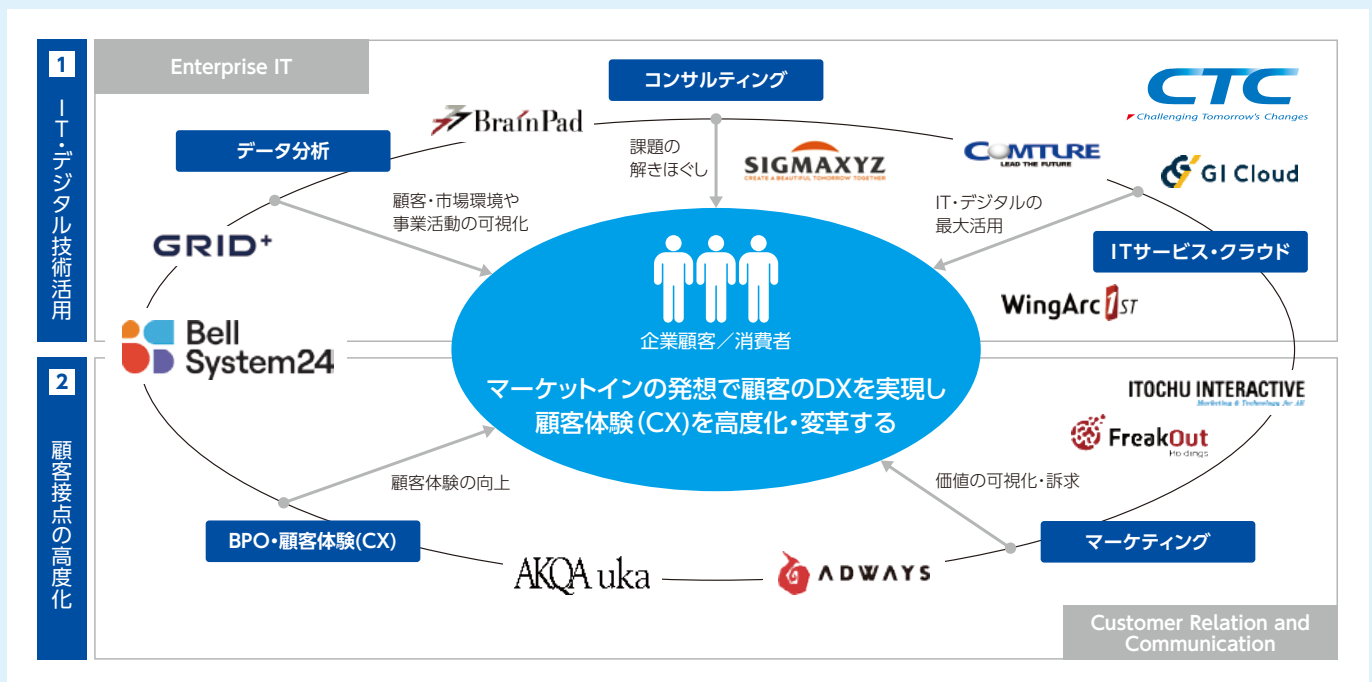 1
IT・デジタル技術活用
Enterprise IT
コンサルティング
CTC
Challenging Tomorrow's Changes
BrainPad
データ分析
課題の
解きほぐし
SIGMAXYZ
CREATE A BEAUTIFUL TOMORROW TOGETHER
COMTURE
LEAD THE FUTURE
GI Cloud
顧客・市場環境や
事業活動の可視化
IT・デジタルの
最大活用
GRID+
ITサービス・クラウド
WingArc1ST
Bell
System24
企業顧客／消費者
マーケットインの発想で顧客のDXを実現し
顧客体験(CX)を高度化・変革する
2
顧客接点の高度化
ITOCHU INTERACTIVE
Marketing & Technology for All
FreakOut
Holdings
顧客体験の向上
価値の可視化・訴求
BPO・顧客体験(CX)
マーケティング
AKQA uka
ADWAYS
Customer Relation and
Communication